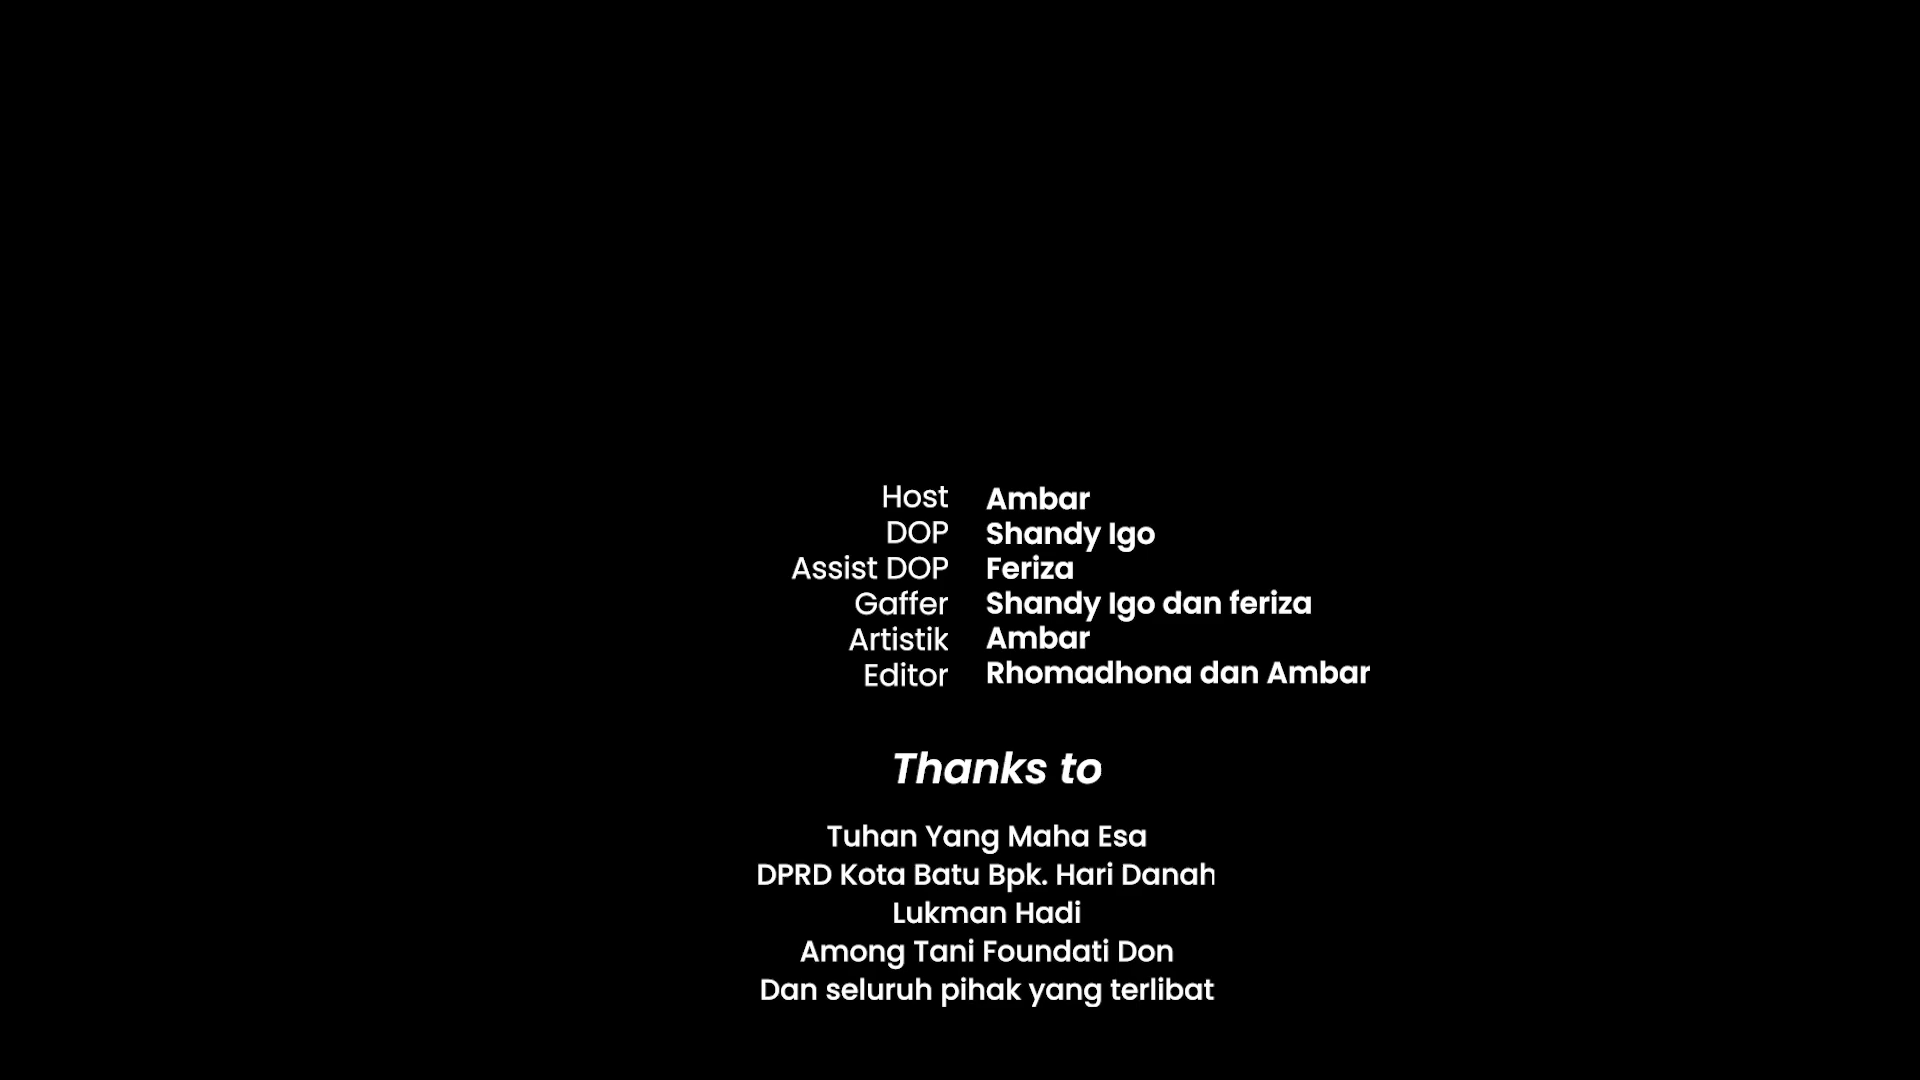 Host Ambar
DOP Shandy Igo
Assist DOP Feriza
Gaffer Shandy Igo dan feriza
Artistik Ambar
Editor Rhomadhona dan Ambar
Thanks to
Tuhan Yang Maha Esa
DPRD Kota Batu Bpk. Hari Danah
Lukman Hadi
Among Tani Foundati Don
Dan seluruh pihak yang terlibat